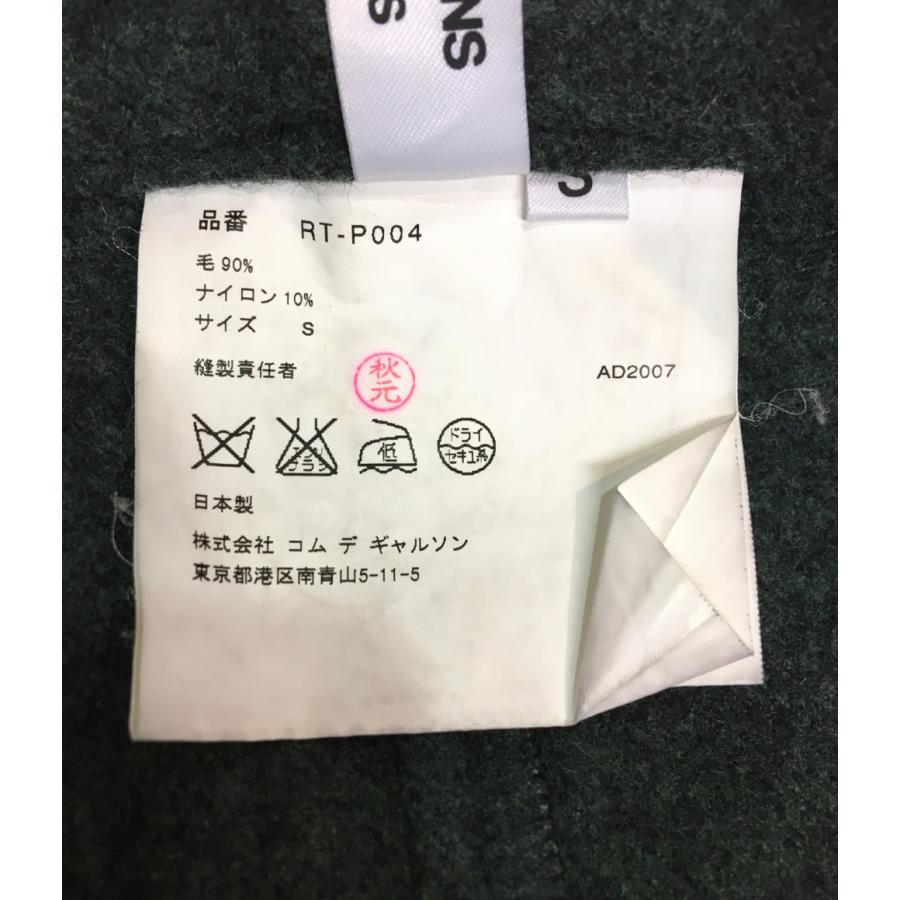 NS
S
品番 RT-P004
毛 90%
ナイロン 10%
サイズ S
縫製責任者 秋元 AD2007
低 ドライ セキユ系
日本製
株式会社 コム デ ギャルソン
東京都港区南青山5-11-5